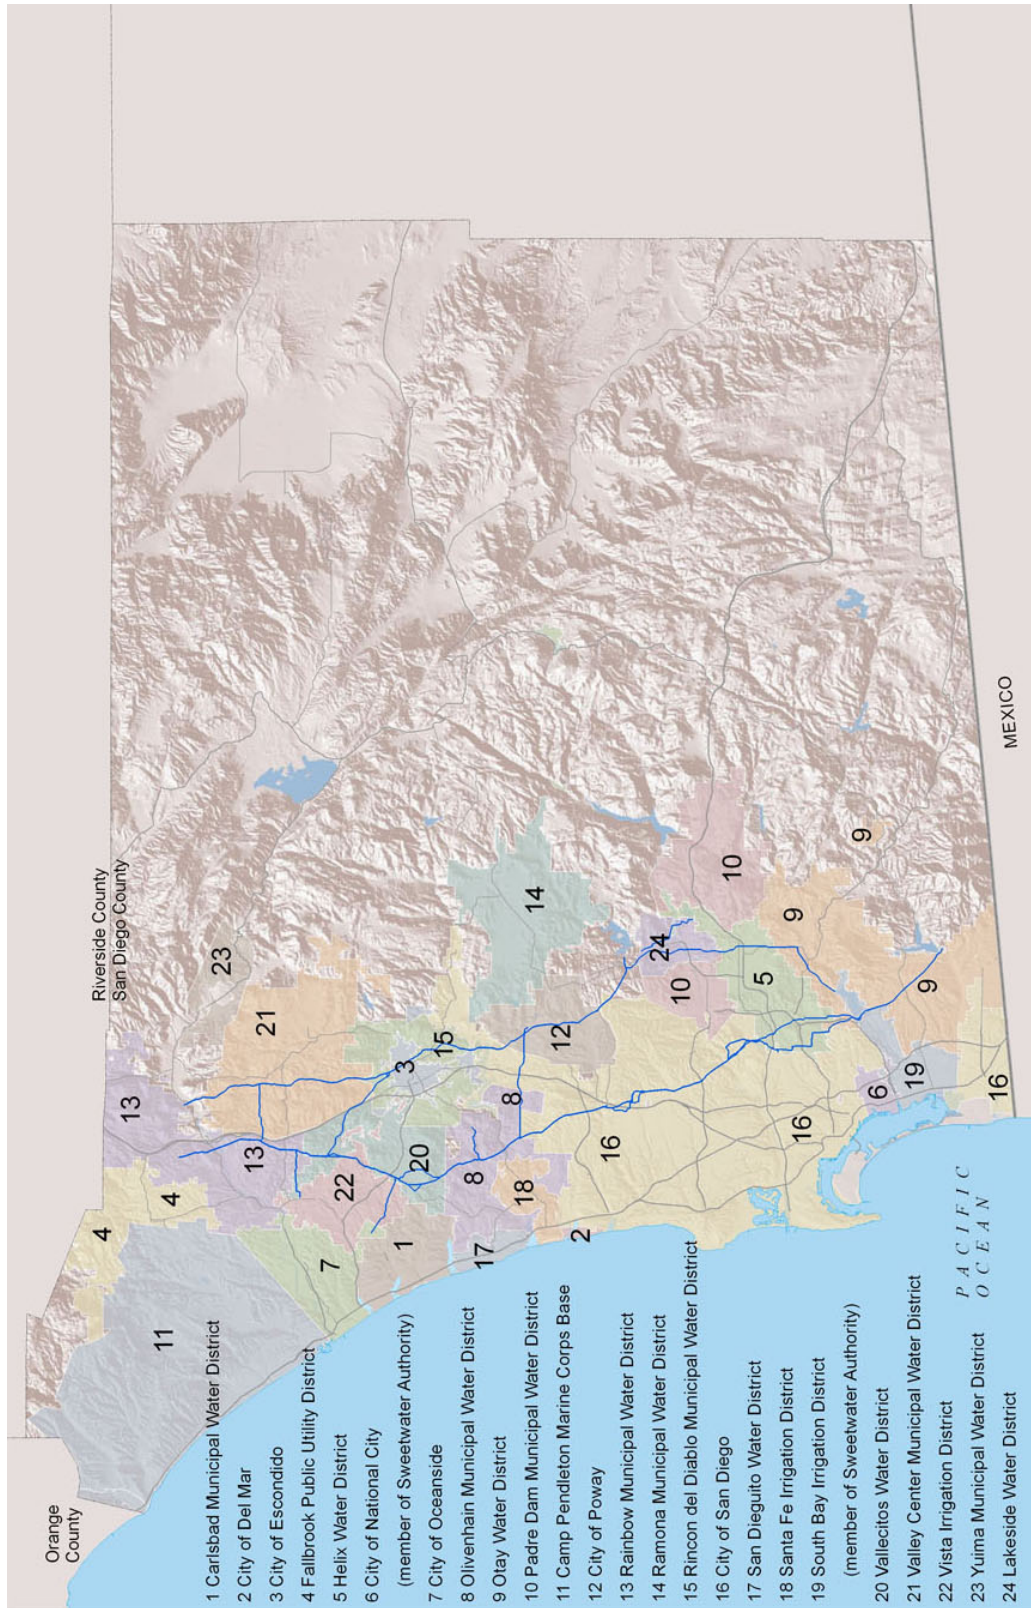 Orange
County
Riverside County
San Diego County
1 Carlsbad Municipal Water District
2 City of Del Mar
3 City of Escondido
4 Fallbrook Public Utility District
5 Helix Water District
6 City of National City
(member of Sweetwater Authority)
7 City of Oceanside
8 Olivenhain Municipal Water District
9 Otay Water District
10 Padre Dam Municipal Water District
11 Camp Pendleton Marine Corps Base
12 City of Poway
13 Rainbow Municipal Water District
14 Ramona Municipal Water District
15 Rincon del Diablo Municipal Water District
16 City of San Diego
17 San Dieguito Water District
18 Santa Fe Irrigation District
19 South Bay Irrigation District
(member of Sweetwater Authority)
20 Vallecitos Water District
21 Valley Center Municipal Water District
22 Vista Irrigation District
23 Yuima Municipal Water District
24 Lakeside Water District
11
4
4
13
13
23
21
7
22
1
20
3
15
17
8
8
18
2
14
12
16
24
10
10
5
9
9
9
16
6
19
16
PACIFIC
OCEAN
MEXICO